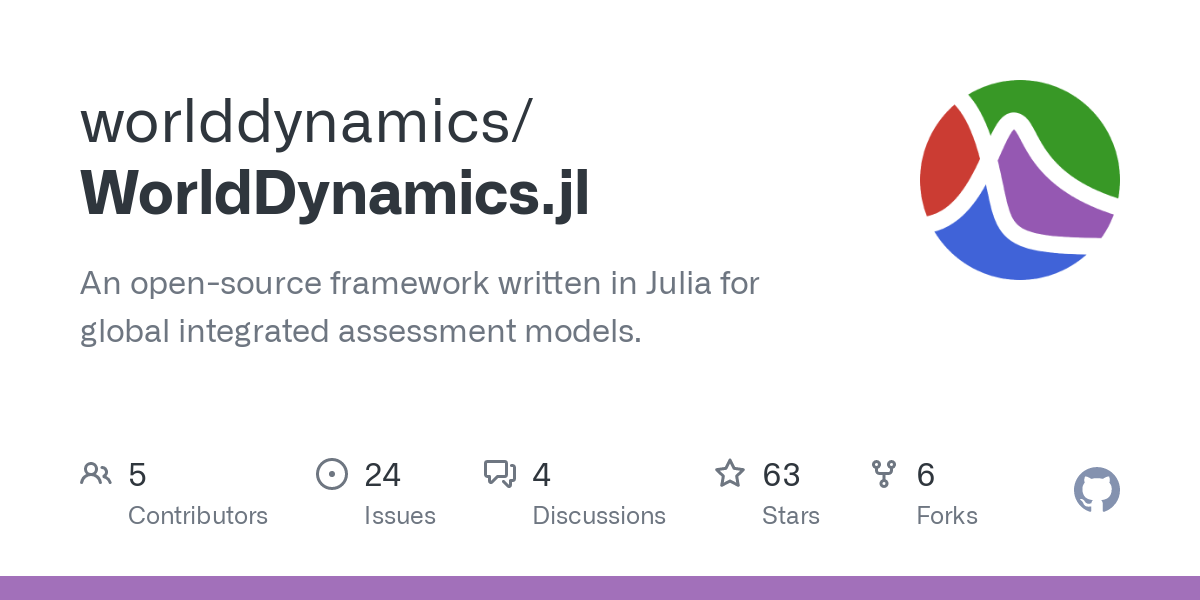 worlddynamics/
WorldDynamics.jl
An open-source framework written in Julia for
global integrated assessment models.
5 24 4 63 6
Contributors Issues Discussions Stars Forks